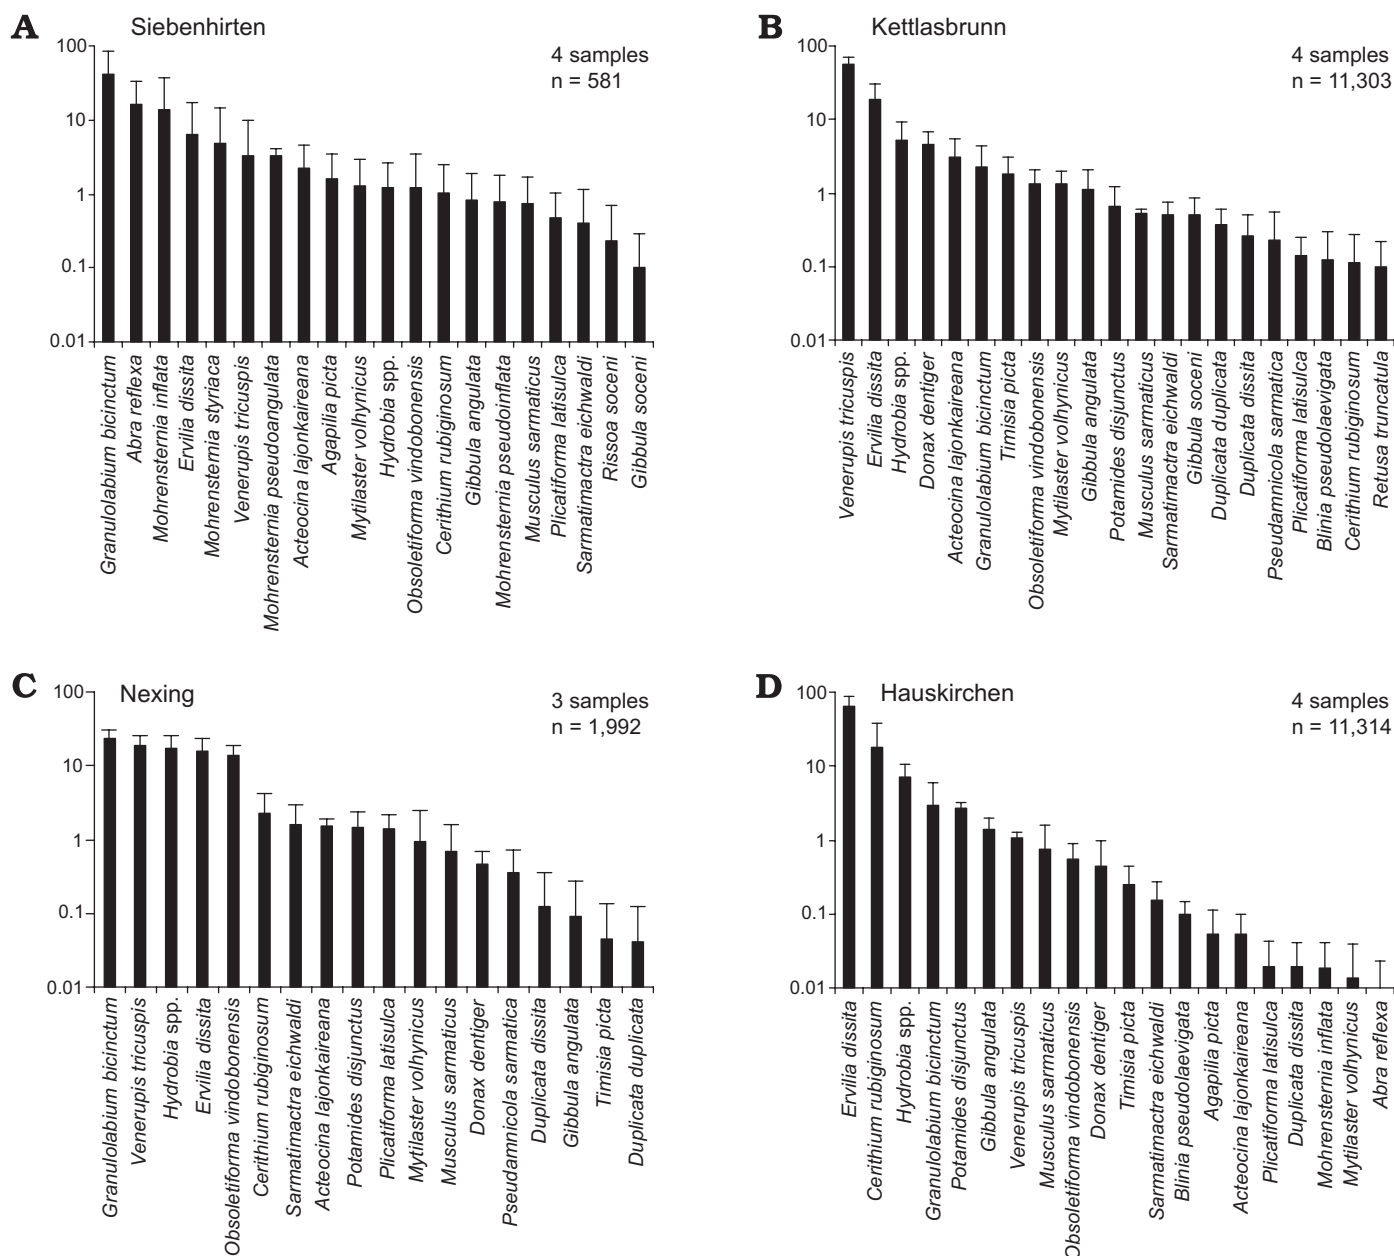 A Siebenhirten
4 samples
n = 581
100
10
1
0.1
0.01
Granulolabium bicinctum
Abra reflexa
Mohrensternia inflata
Ervilia dissita
Mohrensternia styriaca
Venerupis tricuspis
Mohrensternia pseudoangulata
Acteocina lajonkaireana
Agapilia picta
Mytilaster volhynicus
Hydrobia spp.
Obsoletiforma vindobonensis
Cerithium rubiginosum
Gibbula angulata
Mohrensternia pseudoinflata
Musculus sarmaticus
Plicatiforma latisulca
Sarmatimactra eichwaldi
Rissoa soceni
Gibbula soceni
B Kettlasbrunn
4 samples
n = 11,303
100
10
1
0.1
0.01
Venerupis tricuspis
Ervilia dissita
Hydrobia spp.
Donax dentiger
Acteocina lajonkaireana
Granulolabium bicinctum
Timisia picta
Obsoletiforma vindobonensis
Mytilaster volhynicus
Gibbula angulata
Potamides disjunctus
Musculus sarmaticus
Sarmatimactra eichwaldi
Gibbula soceni
Duplicata duplicata
Duplicata dissita
Pseudamnicola sarmatica
Plicatiforma latisulca
Blinia pseudolaevigata
Cerithium rubiginosum
Retusa truncatula
C Nexing
3 samples
n = 1,992
100
10
1
0.1
0.01
Granulolabium bicinctum
Venerupis tricuspis
Hydrobia spp.
Ervilia dissita
Obsoletiforma vindobonensis
Cerithium rubiginosum
Sarmatimactra eichwaldi
Acteocina lajonkaireana
Potamides disjunctus
Plicatiforma latisulca
Mytilaster volhynicus
Musculus sarmaticus
Donax dentiger
Pseudamnicola sarmatica
Duplicata dissita
Gibbula angulata
Timisia picta
Duplicata duplicata
D Hauskirchen
4 samples
n = 11,314
100
10
1
0.1
0.01
Ervilia dissita
Cerithium rubiginosum
Hydrobia spp.
Granulolabium bicinctum
Potamides disjunctus
Gibbula angulata
Venerupis tricuspis
Musculus sarmaticus
Obsoletiforma vindobonensis
Donax dentiger
Timisia picta
Sarmatimactra eichwaldi
Blinia pseudolaevigata
Agapilia picta
Acteocina lajonkaireana
Plicatiforma latisulca
Duplicata dissita
Mohrensternia inflata
Mytilaster volhynicus
Abra reflexa